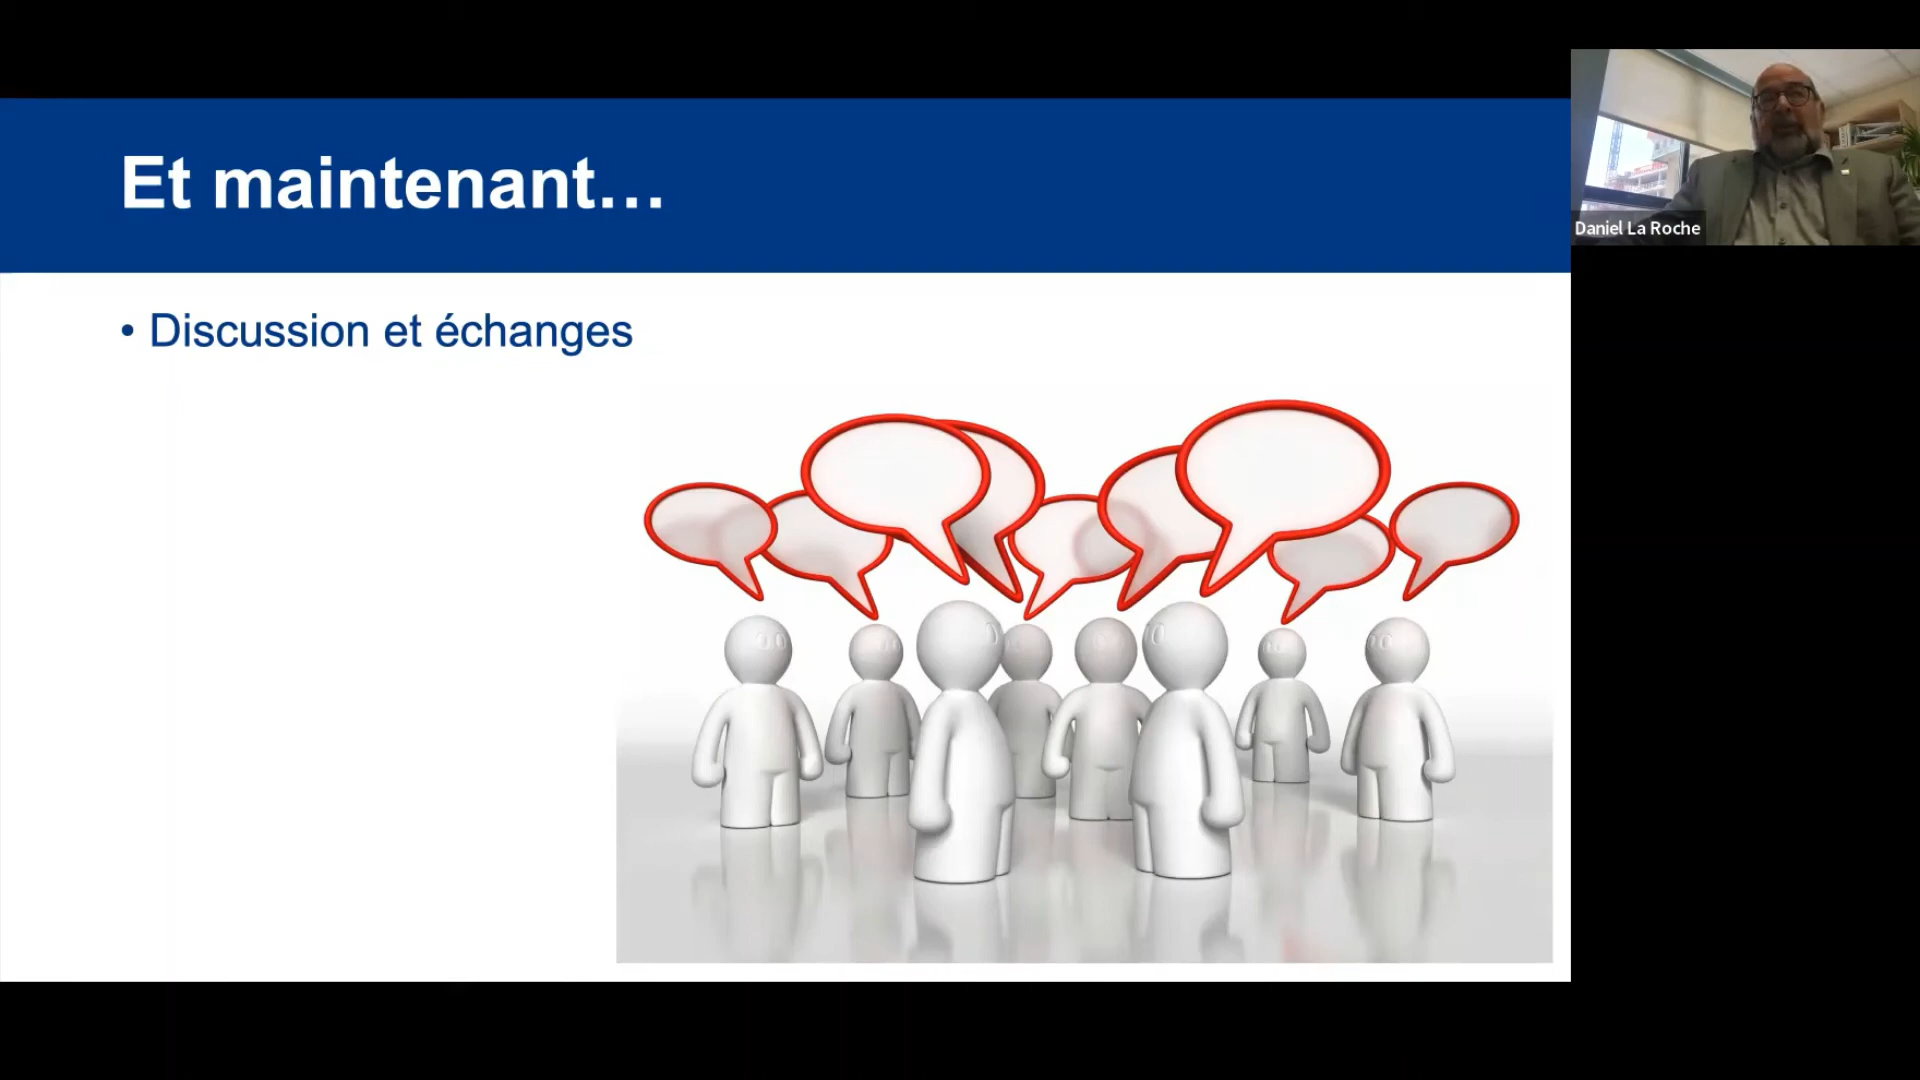 Et maintenant…
• Discussion et échanges
Daniel La Roche